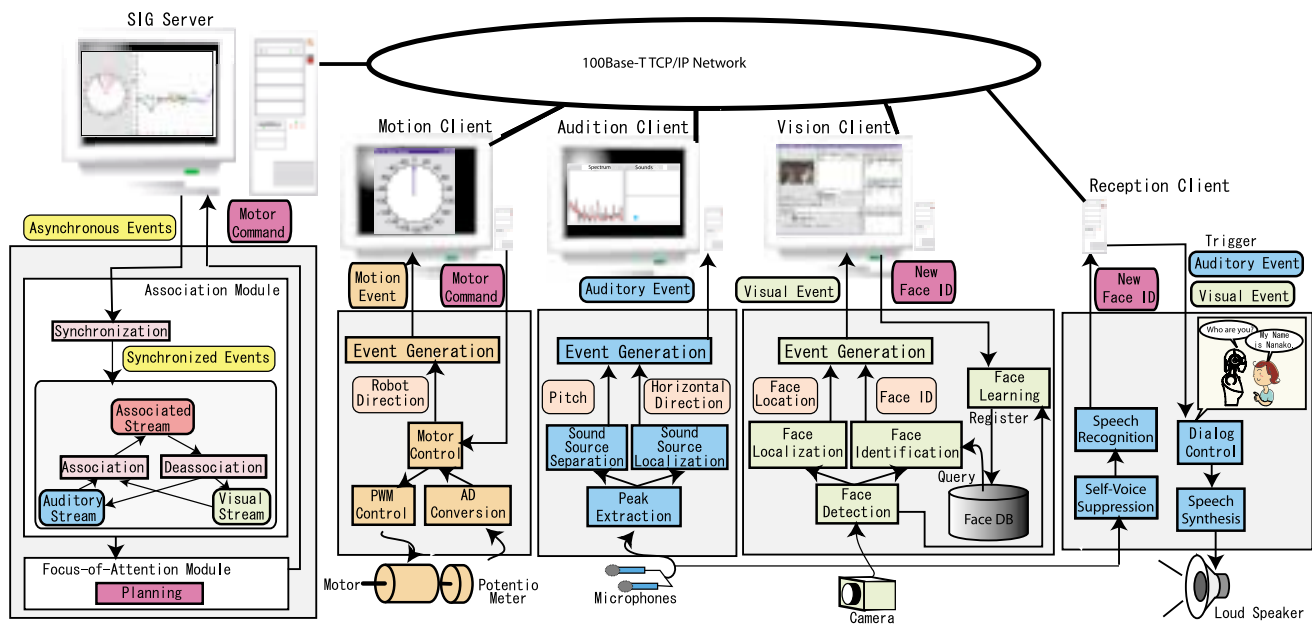 SIG Server
100Base-T TCP/IP Network
Motion Client
Audition Client
Vision Client
Reception Client
Spectrum
Sounds
Asynchronous Events
Motor
Command
Association Module
Synchronization
Synchronized Events
Associated
Stream
Association
Deassociation
Auditory
Stream
Visual
Stream
Focus-of-Attention Module
Planning
Motion
Event
Motor
Command
Event Generation
Robot
Direction
Motor
Control
PWM
Control
AD
Conversion
Motor
Potentio
Meter
Auditory Event
Event Generation
Pitch
Horizontal
Direction
Sound
Source
Separation
Sound
Source
Localization
Peak
Extraction
Microphones
Visual Event
New
Face ID
Event Generation
Face
Location
Face ID
Face
Learning
Register
Face
Localization
Face
Identification
Query
Face
Detection
Face DB
Camera
New
Face ID
Trigger
Auditory Event
Visual Event
Who are you?
My Name
is Nanako.
Speech
Recognition
Dialog
Control
Self-Voice
Suppression
Speech
Synthesis
Loud Speaker